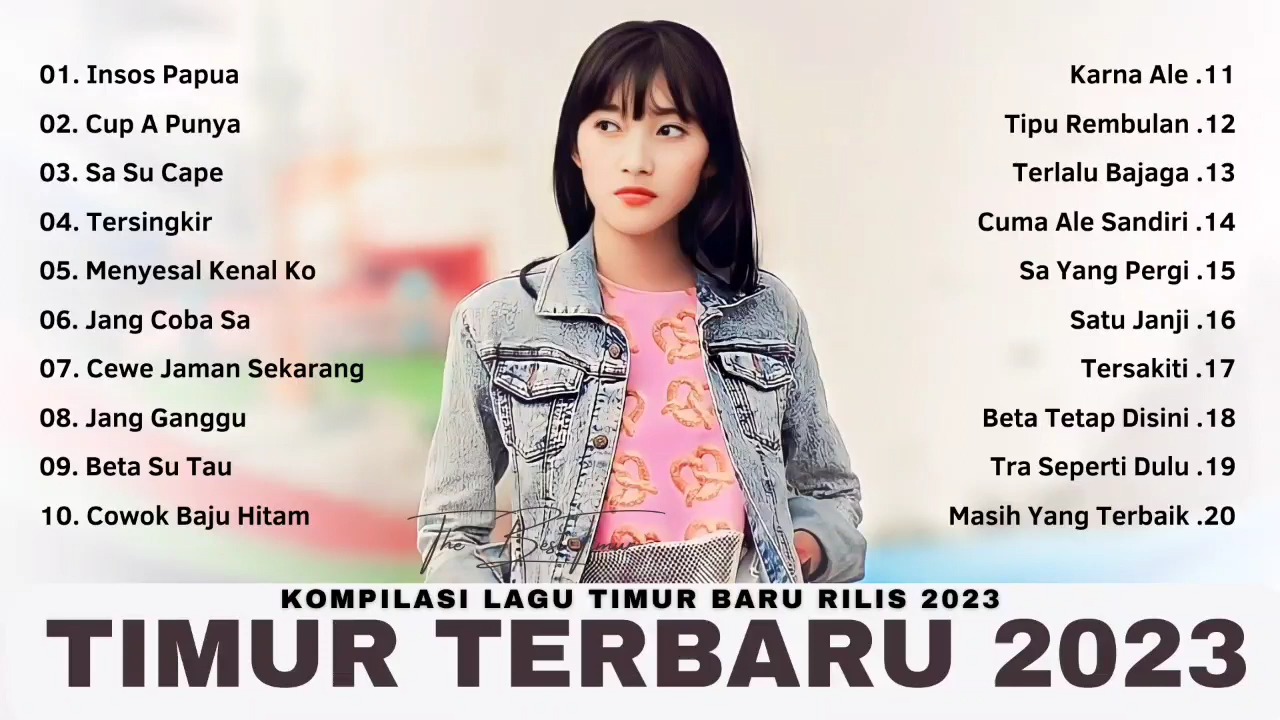 01. Insos Papua
02. Cup A Punya
03. Sa Su Cape
04. Tersingkir
05. Menyesal Kenal Ko
06. Jang Coba Sa
07. Cewe Jaman Sekarang
08. Jang Ganggu
09. Beta Su Tau
10. Cowok Baju Hitam
Karna Ale .11
Tipu Rembulan .12
Terlalu Bajaga .13
Cuma Ale Sandiri .14
Sa Yang Pergi .15
Satu Janji .16
Tersakiti .17
Beta Tetap Disini .18
Tra Seperti Dulu .19
Masih Yang Terbaik .20
The Best Timur
KOMPILASI LAGU TIMUR BARU RILIS 2023
TIMUR TERBARU 2023